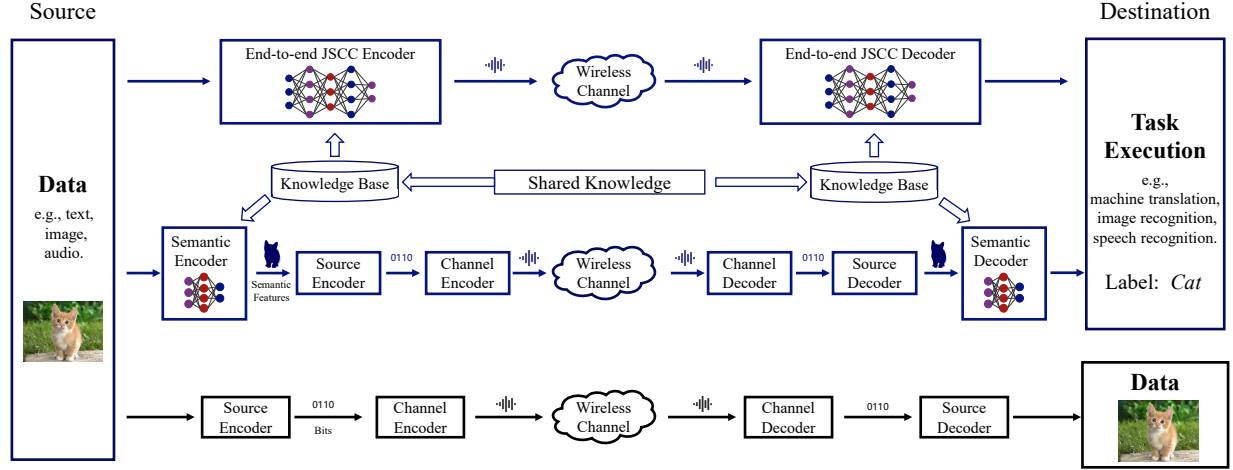 Source
Destination
End-to-end JSCC Encoder
Wireless
Channel
End-to-end JSCC Decoder
Data
e.g., text,
image,
audio.
Knowledge Base
Shared Knowledge
Knowledge Base
Task
Execution
e.g.,
machine translation,
image recognition,
speech recognition.
Label: Cat
Semantic
Encoder
Semantic
Features
Source
Encoder
0110
Channel
Encoder
Wireless
Channel
Channel
Decoder
0110
Source
Decoder
Semantic
Decoder
Source
Encoder
0110
Bits
Channel
Encoder
Wireless
Channel
Channel
Decoder
0110
Source
Decoder
Data